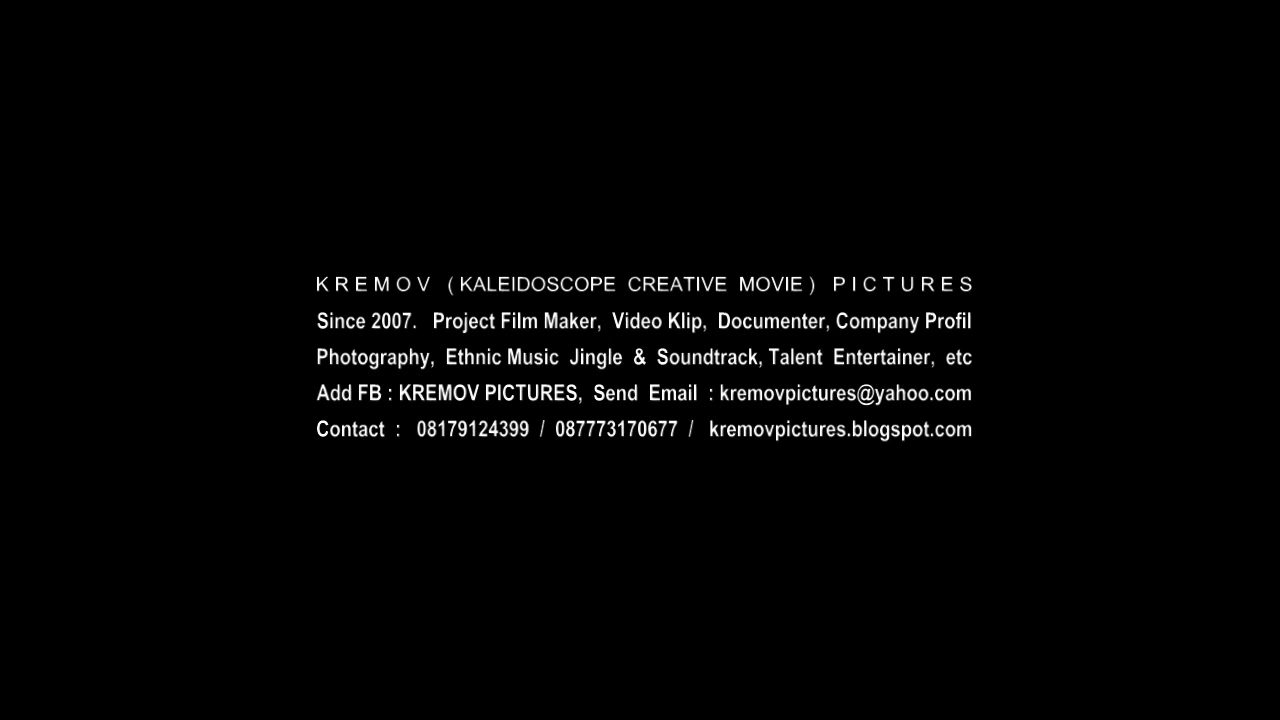 K R E M O V ( KALEIDOSCOPE CREATIVE MOVIE ) P I C T U R E S
Since 2007. Project Film Maker, Video Klip, Documenter, Company Profil
Photography, Ethnic Music Jingle & Soundtrack, Talent Entertainer, etc
Add FB : KREMOV PICTURES, Send Email : kremovpictures@yahoo.com
Contact : 08179124399 / 087773170677 / kremovpictures.blogspot.com